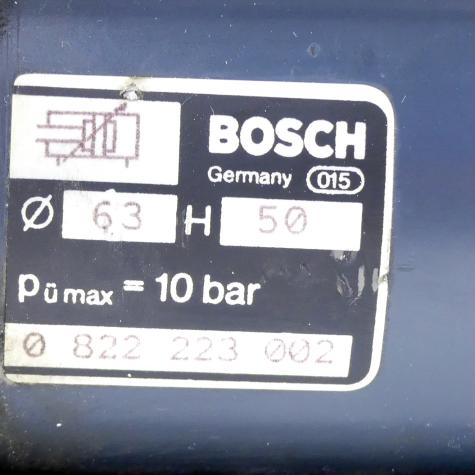 BOSCH
Germany 015
Ø 63 H 50
pü max = 10 bar
0 822 223 002